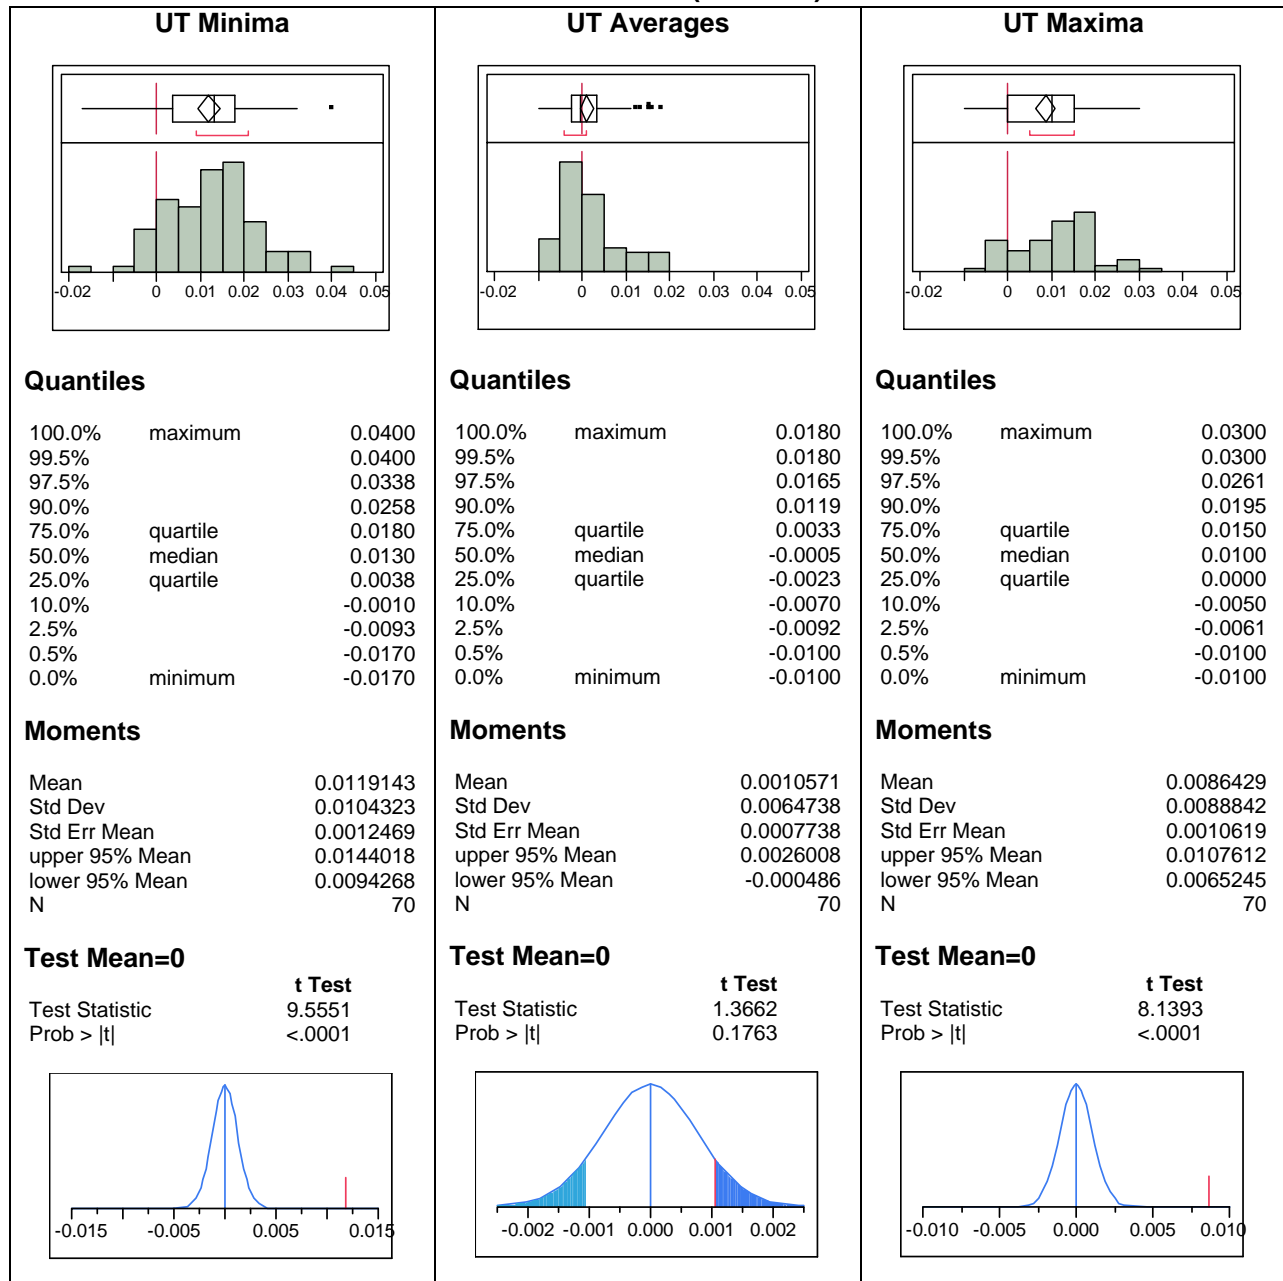 UT Minima
-0.02 0 0.01 0.02 0.03 0.04 0.05
Quantiles
100.0% maximum 0.0400
99.5% 0.0400
97.5% 0.0338
90.0% 0.0258
75.0% quartile 0.0180
50.0% median 0.0130
25.0% quartile 0.0038
10.0% -0.0010
2.5% -0.0093
0.5% -0.0170
0.0% minimum -0.0170
Moments
Mean 0.0119143
Std Dev 0.0104323
Std Err Mean 0.0012469
upper 95% Mean 0.0144018
lower 95% Mean 0.0094268
N 70
Test Mean=0
t Test
Test Statistic 9.5551
Prob > |t| <.0001
-0.015 -0.005 0.005 0.015
UT Averages
-0.02 0 0.01 0.02 0.03 0.04 0.05
Quantiles
100.0% maximum 0.0180
99.5% 0.0180
97.5% 0.0165
90.0% 0.0119
75.0% quartile 0.0033
50.0% median -0.0005
25.0% quartile -0.0023
10.0% -0.0070
2.5% -0.0092
0.5% -0.0100
0.0% minimum -0.0100
Moments
Mean 0.0010571
Std Dev 0.0064738
Std Err Mean 0.0007738
upper 95% Mean 0.0026008
lower 95% Mean -0.000486
N 70
Test Mean=0
t Test
Test Statistic 1.3662
Prob > |t| 0.1763
-0.002 -0.001 0.000 0.001 0.002
UT Maxima
-0.02 0 0.01 0.02 0.03 0.04 0.05
Quantiles
100.0% maximum 0.0300
99.5% 0.0300
97.5% 0.0261
90.0% 0.0195
75.0% quartile 0.0150
50.0% median 0.0100
25.0% quartile 0.0000
10.0% -0.0050
2.5% -0.0061
0.5% -0.0100
0.0% minimum -0.0100
Moments
Mean 0.0086429
Std Dev 0.0088842
Std Err Mean 0.0010619
upper 95% Mean 0.0107612
lower 95% Mean 0.0065245
N 70
Test Mean=0
t Test
Test Statistic 8.1393
Prob > |t| <.0001
-0.010 -0.005 0.000 0.005 0.010